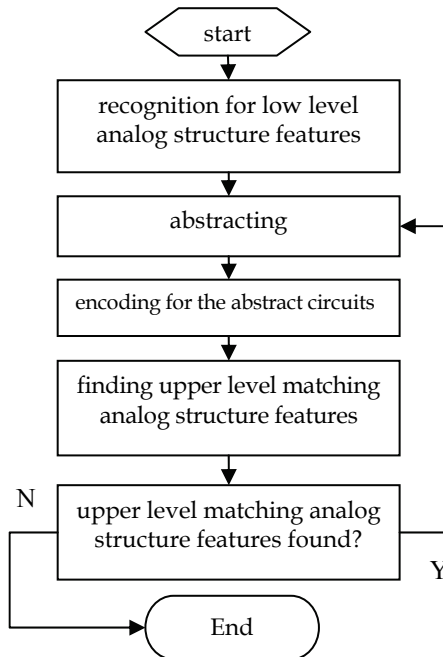 start
recognition for low level
analog structure features
abstracting
encoding for the abstract circuits
finding upper level matching
analog structure features
N
upper level matching analog
structure features found?
Y
End